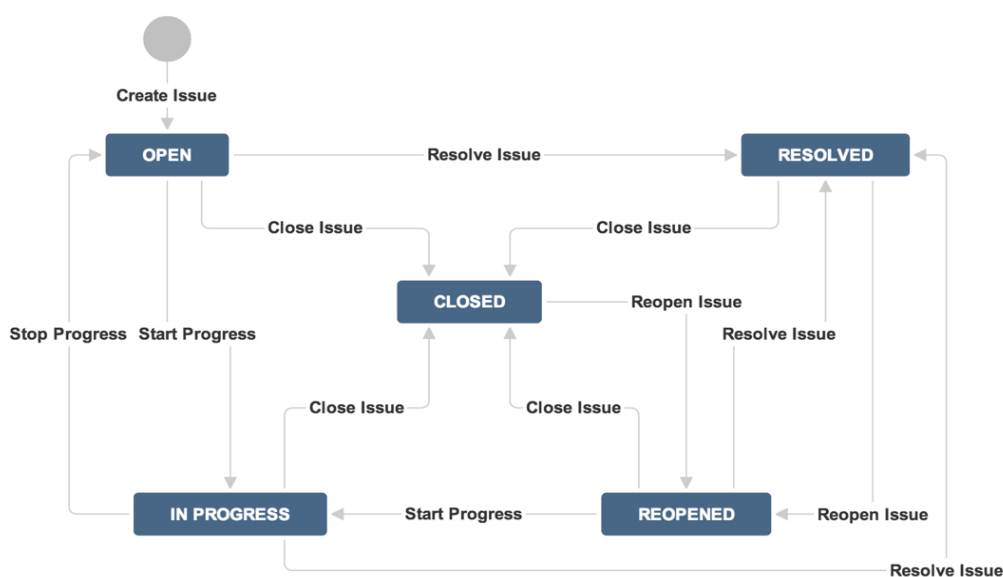 Create Issue
OPEN
Resolve Issue
RESOLVED
Close Issue
Close Issue
CLOSED
Reopen Issue
Stop Progress
Start Progress
Resolve Issue
Close Issue
Close Issue
IN PROGRESS
Start Progress
REOPENED
Reopen Issue
Resolve Issue